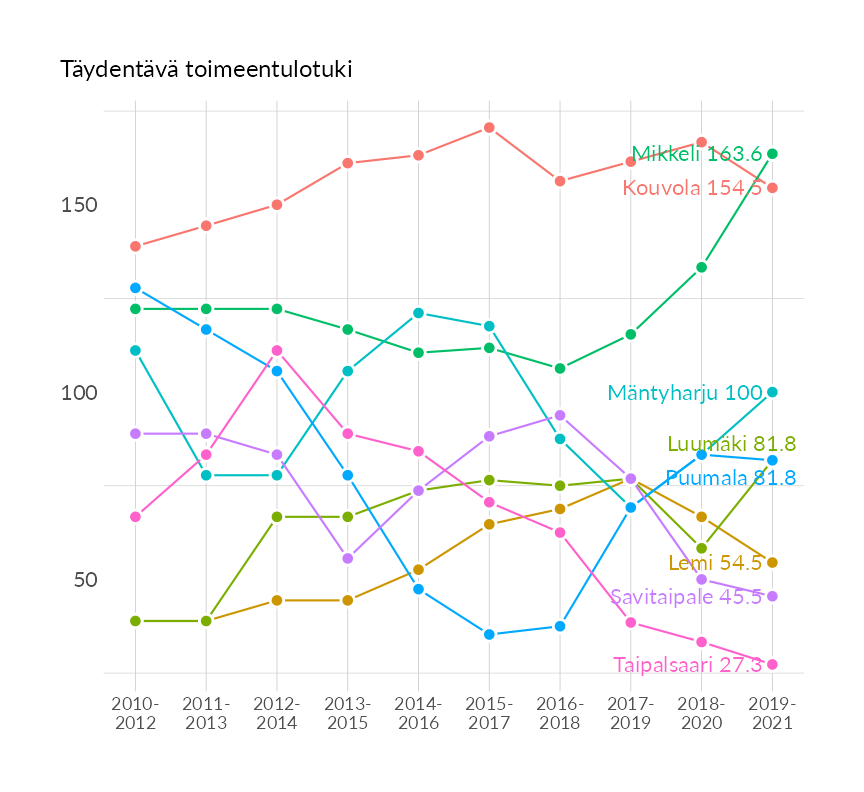 Täydentävä toimeentulotuki
150
100
50
Mikkeli 163.6
Kouvola 154.5
Mäntyharju 100
Luumäki 81.8
Puumala 81.8
Lemi 54.5
Savitaipale 45.5
Taipalsaari 27.3
2010- 2011- 2012- 2013- 2014- 2015- 2016- 2017- 2018- 2019-
2012 2013 2014 2015 2016 2017 2018 2019 2020 2021